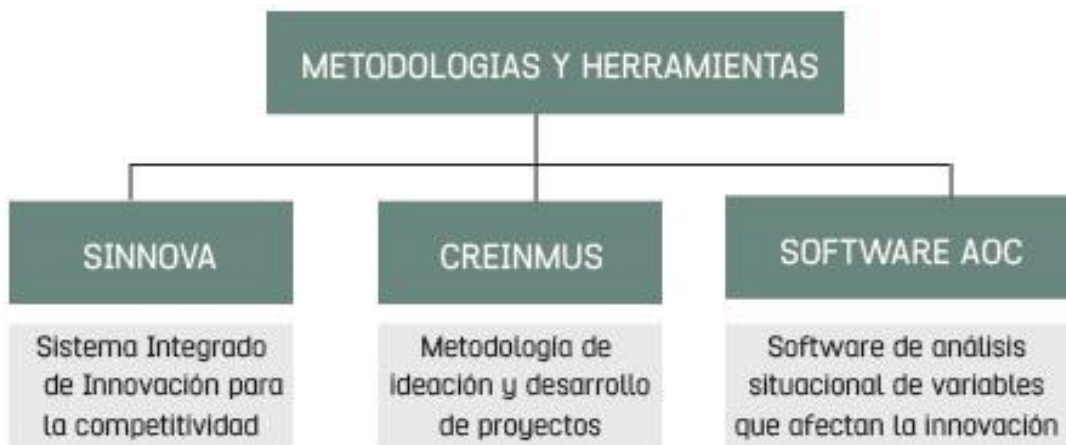 METODOLOGIAS Y HERRAMIENTAS
SINNOVA
Sistema Integrado
de Innovación para
la competitividad
CREINMUS
Metodología de
ideación y desarrollo
de proyectos
SOFTWARE AOC
Software de análisis
situacional de variables
que afectan la innovación